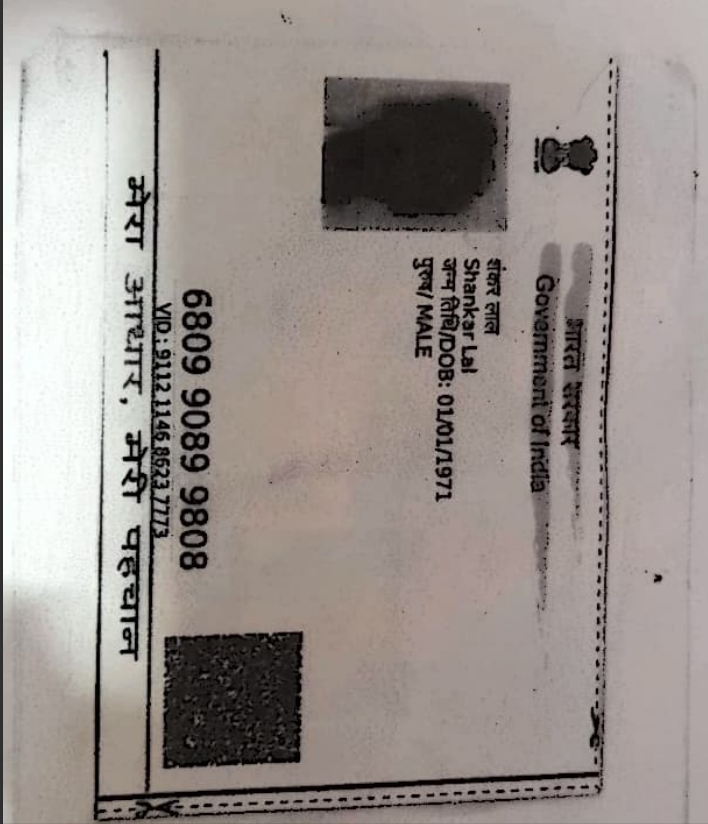 भारत सरकार
Government of India
शंकर लाल
Shankar Lal
जन्म तिथि/DOB: 01/01/1971
पुरुष/ MALE
6809 9089 9808
VID : 9112 1146 8623 7773
मेरा आधार, मेरी पहचान